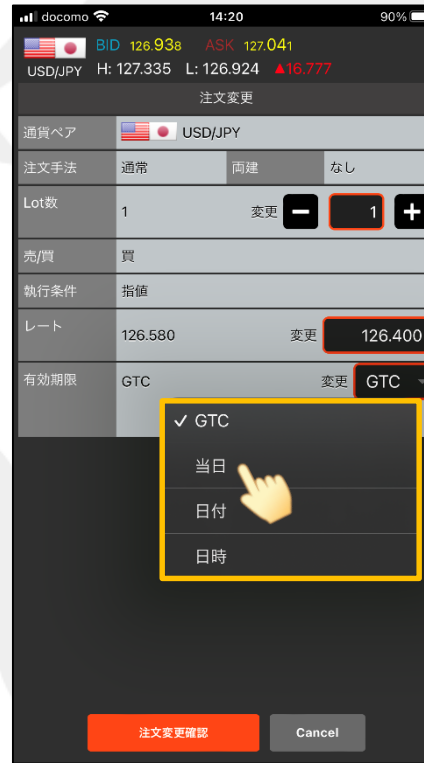 docomo 14:20 90%
BID 126.938 ASK 127.041
USD/JPY H: 127.335 L: 126.924 ▲16.777
注文変更
通貨ペア USD/JPY
注文手法 通常 両建 なし
Lot数 1 変更 1
売/買 買
執行条件 指値
レート 126.580 変更 126.400
有効期限 GTC 変更 GTC
✓ GTC
当日
日付
日時
注文変更確認 Cancel